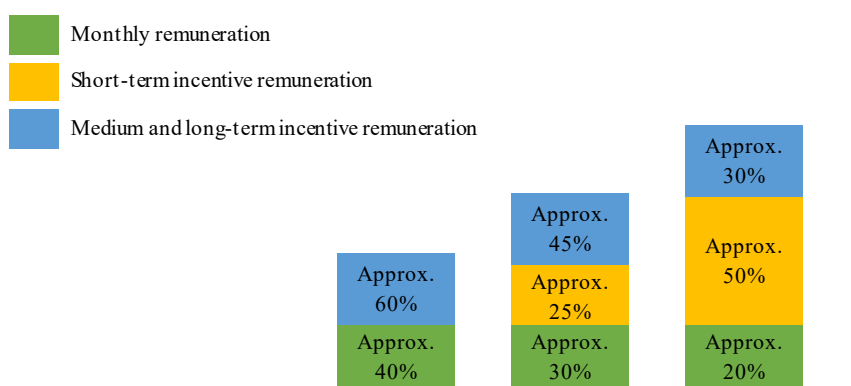 Monthly remuneration
Short-term incentive remuneration
Medium and long-term incentive remuneration
Approx.
60%
Approx.
40%
Approx.
45%
Approx.
25%
Approx.
30%
Approx.
30%
Approx.
50%
Approx.
20%